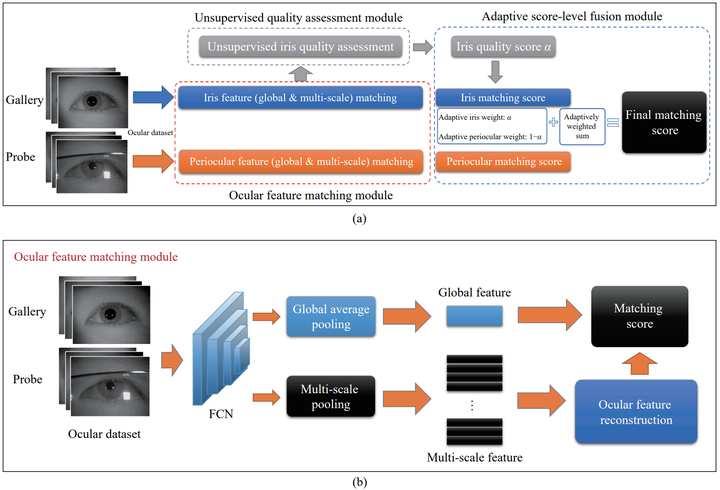 Unsupervised quality assessment module
Adaptive score-level fusion module
Unsupervised iris quality assessment
Iris quality score α
Gallery
Iris feature (global & multi-scale) matching
Iris matching score
Ocular dataset
Adaptive iris weight: α
Adaptive periocular weight: 1−α
+
Adaptively
weighted
sum
=
Final matching
score
Probe
Periocular feature (global & multi-scale) matching
Periocular matching score
Ocular feature matching module
(a)
Ocular feature matching module
Gallery
Probe
Ocular dataset
FCN
Global average
pooling
Global feature
Matching
score
Multi-scale
pooling
⋮
Multi-scale feature
Ocular feature
reconstruction
(b)